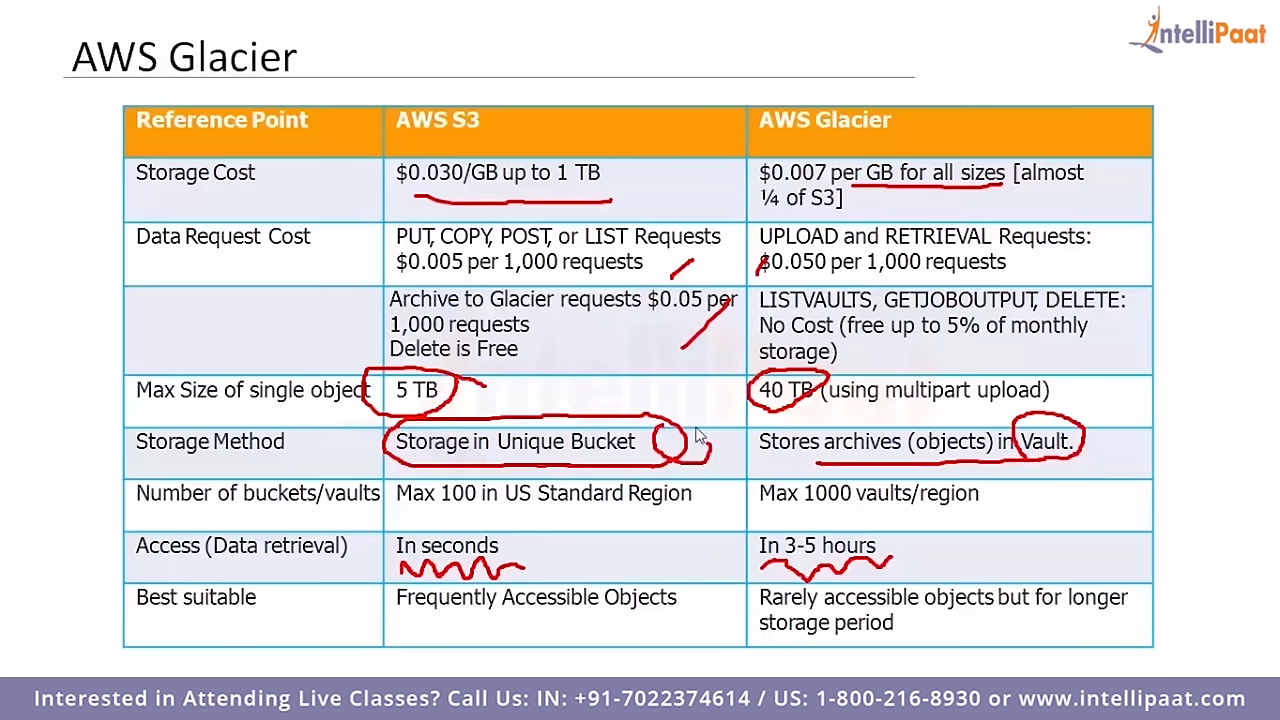 IntelliPaat
AWS Glacier
Reference Point
AWS S3
AWS Glacier
Storage Cost
$0.030/GB up to 1 TB
$0.007 per GB for all sizes [almost
¼ of S3]
Data Request Cost
PUT, COPY, POST, or LIST Requests
$0.005 per 1,000 requests
UPLOAD and RETRIEVAL Requests:
$0.050 per 1,000 requests
Archive to Glacier requests $0.05 per
1,000 requests
Delete is Free
LISTVAULTS, GETJOBOUTPUT, DELETE:
No Cost (free up to 5% of monthly
storage)
Max Size of single object
5 TB
40 TB (using multipart upload)
Storage Method
Storage in Unique Bucket
Stores archives (objects) in Vault.
Number of buckets/vaults
Max 100 in US Standard Region
Max 1000 vaults/region
Access (Data retrieval)
In seconds
In 3-5 hours
Best suitable
Frequently Accessible Objects
Rarely accessible objects but for longer
storage period
Interested in Attending Live Classes? Call Us: IN: +91-7022374614 / US: 1-800-216-8930 or www.intellipaat.com